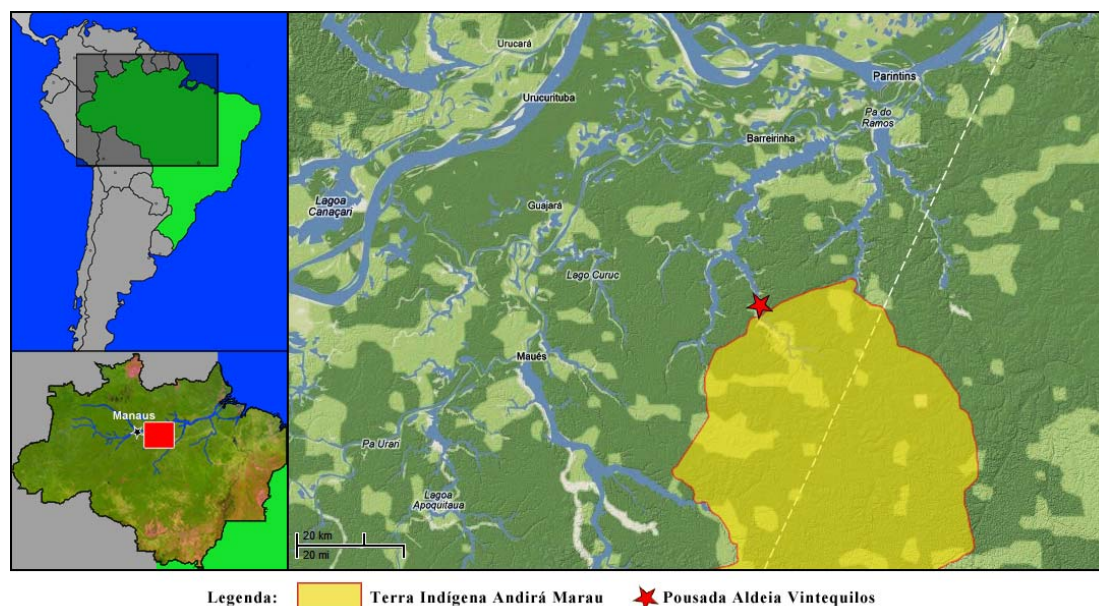 Urucará
Parintins
Urucurituba
Pa do
Ramos
Barreirinha
Lagoa
Canaçari
Guajará
Lago Curuc
Maués
Manaus
Pa Urari
Lagoa
Apoquitaua
20 km
20 mi
Legenda: Terra Indígena Andirá Marau Pousada Aldeia Vintequilos